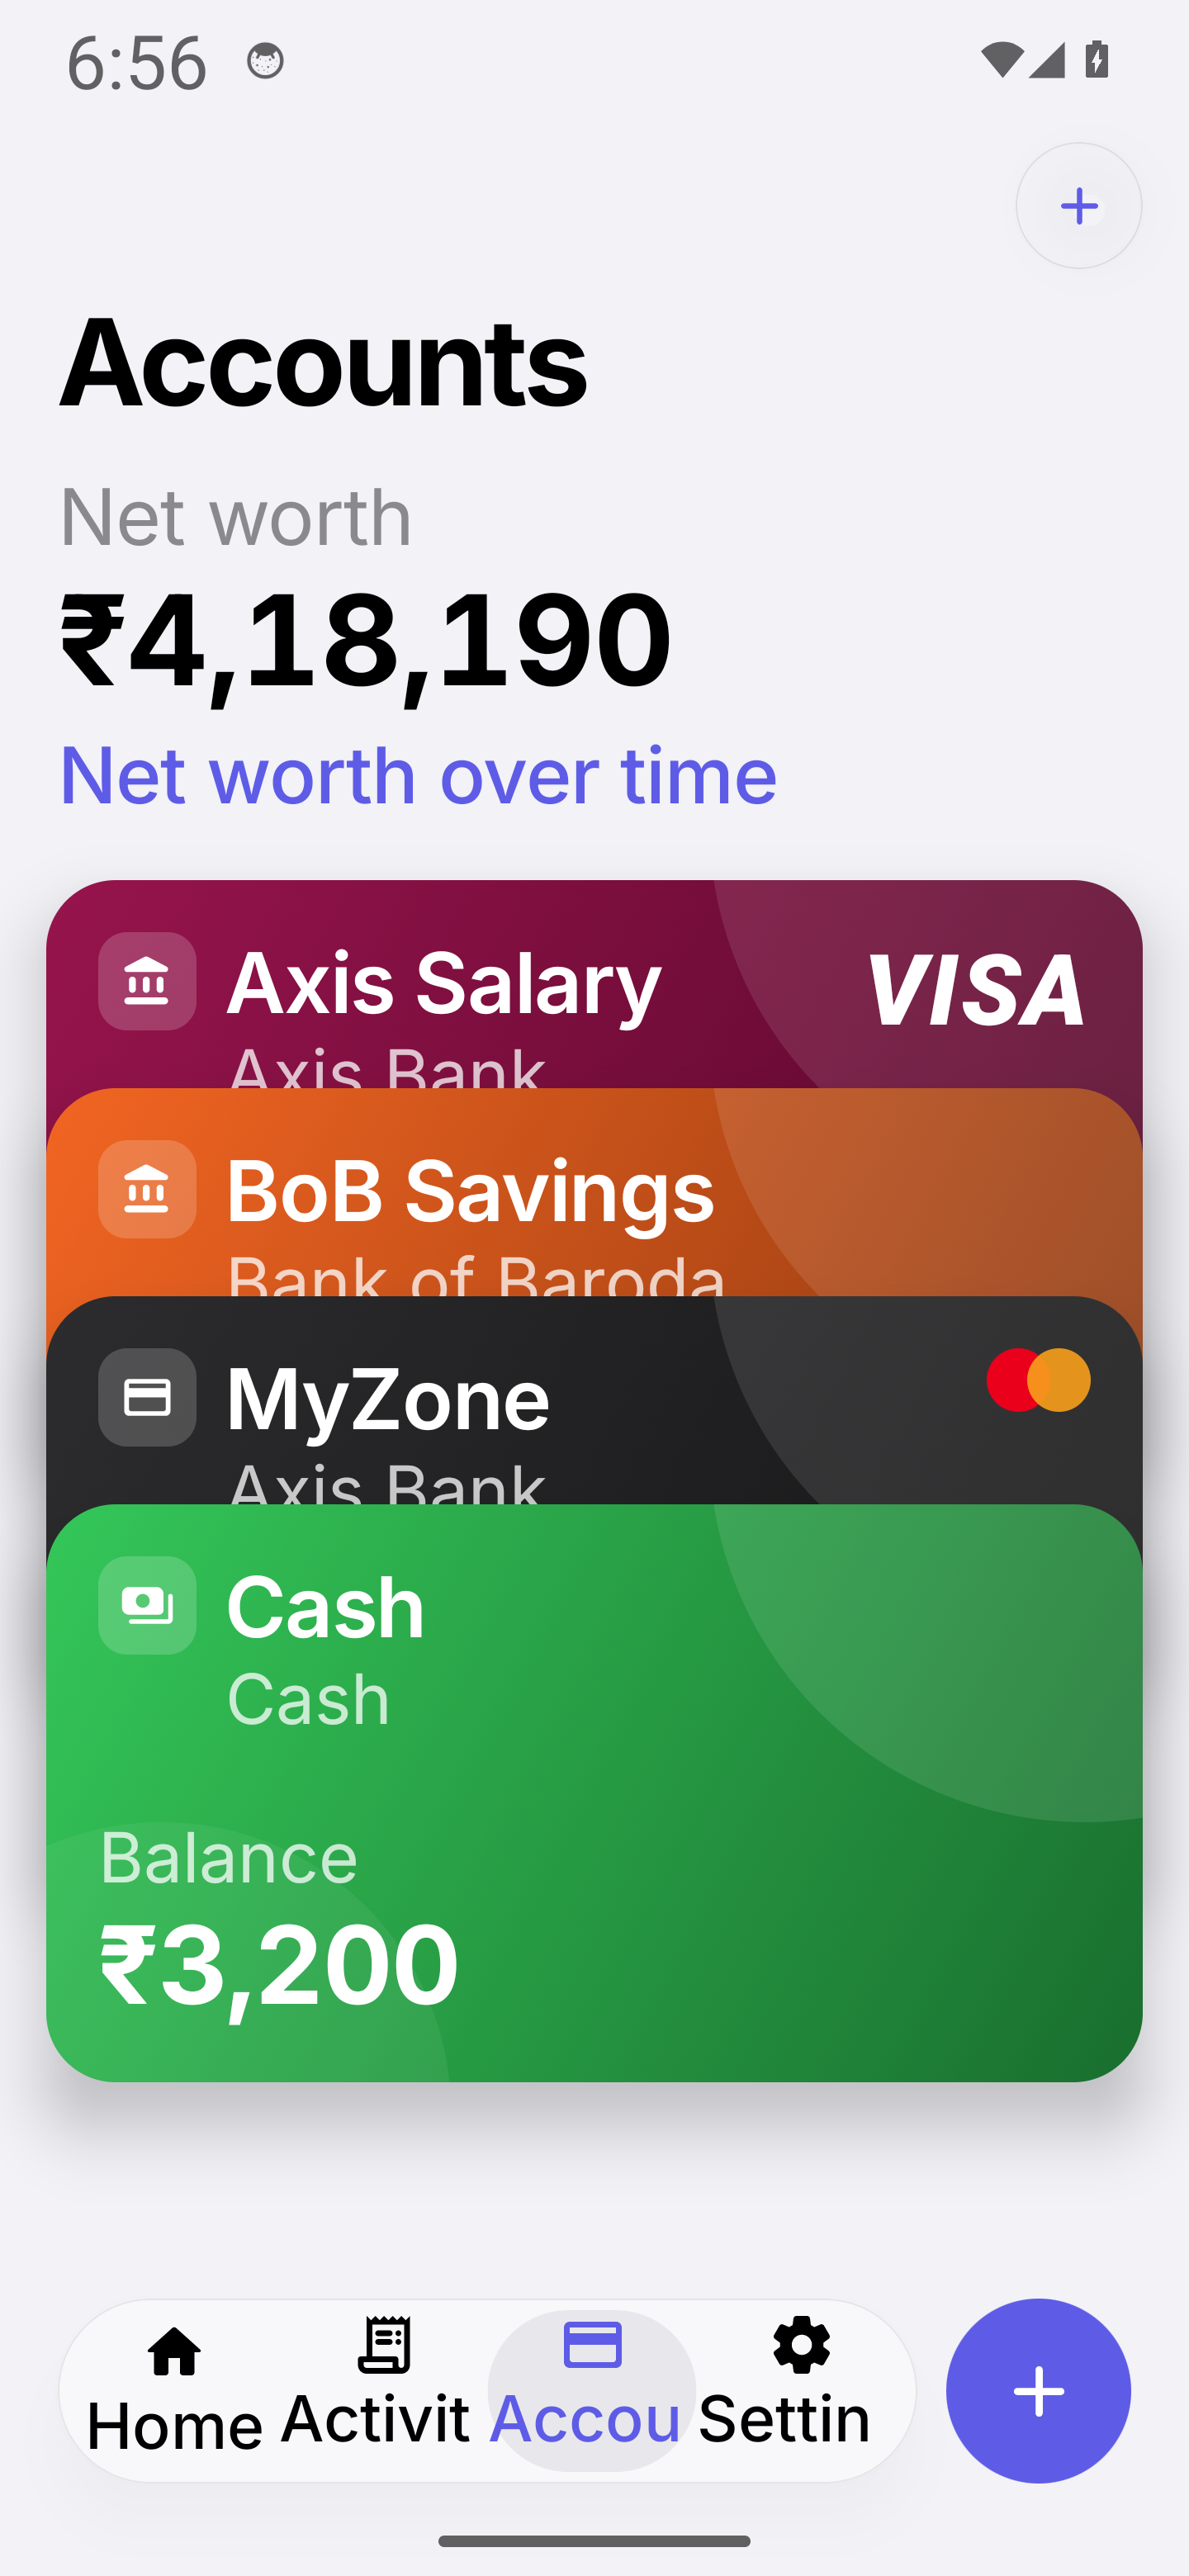 6:56
Accounts
Net worth
₹4,18,190
Net worth over time
Axis Salary
VISA
Axis Bank
BoB Savings
Bank of Baroda
MyZone
Axis Bank
Cash
Cash
Balance
₹3,200
Home Activit Accou Settin